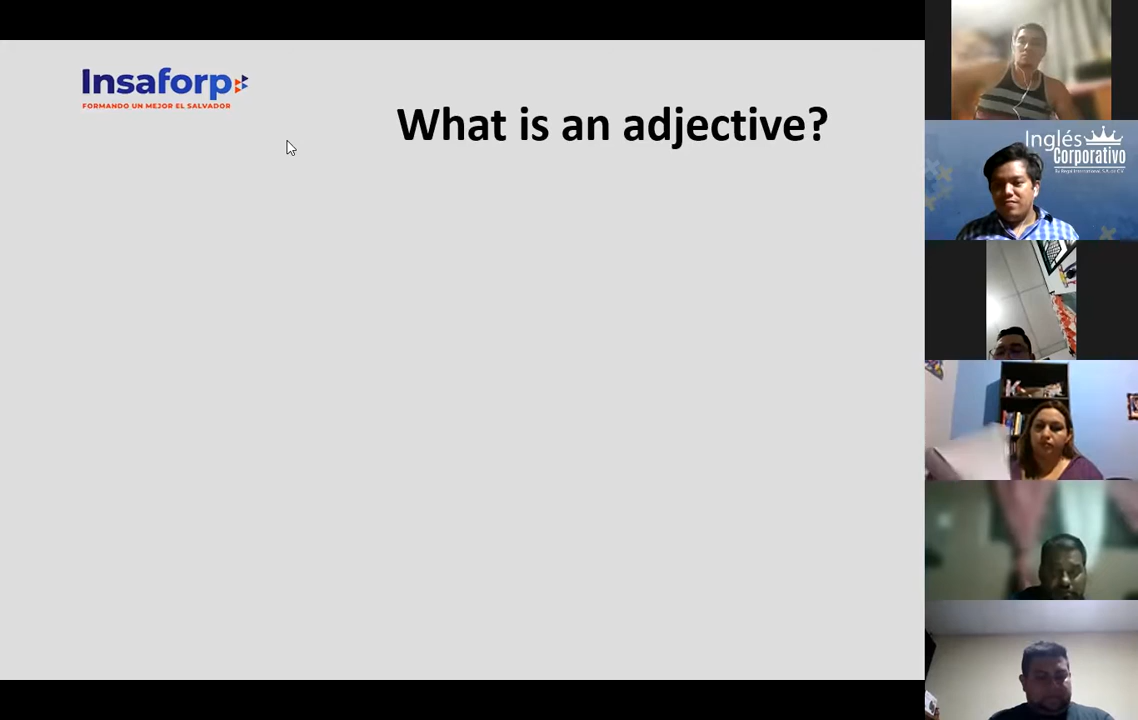 Insaforp
FORMANDO UN MEJOR EL SALVADOR
What is an adjective?
Inglés
Corporativo